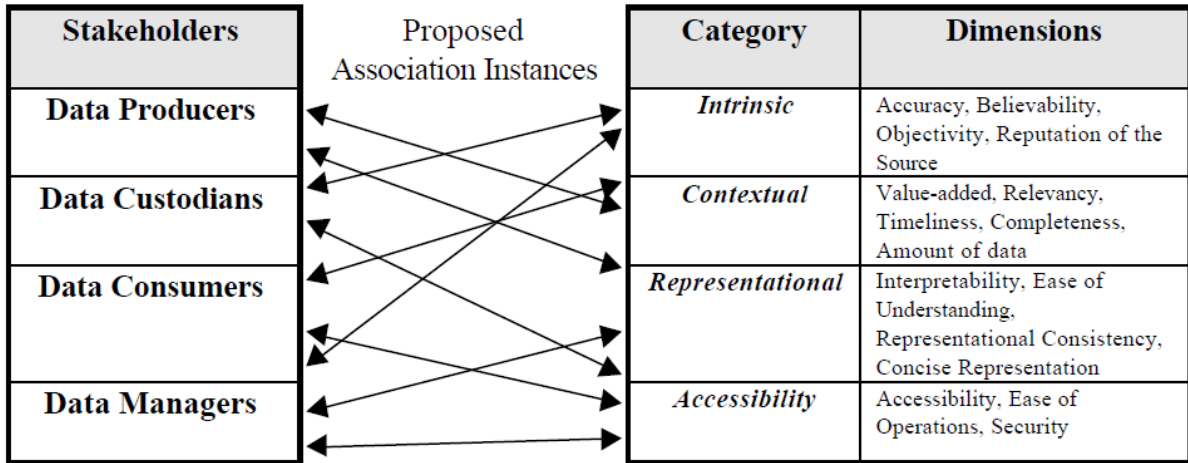 Stakeholders
Data Producers
Data Custodians
Data Consumers
Data Managers
Proposed
Association Instances
Category
Dimensions
Intrinsic
Accuracy, Believability,
Objectivity, Reputation of the
Source
Contextual
Value-added, Relevancy,
Timeliness, Completeness,
Amount of data
Representational
Interpretability, Ease of
Understanding,
Representational Consistency,
Concise Representation
Accessibility
Accessibility, Ease of
Operations, Security